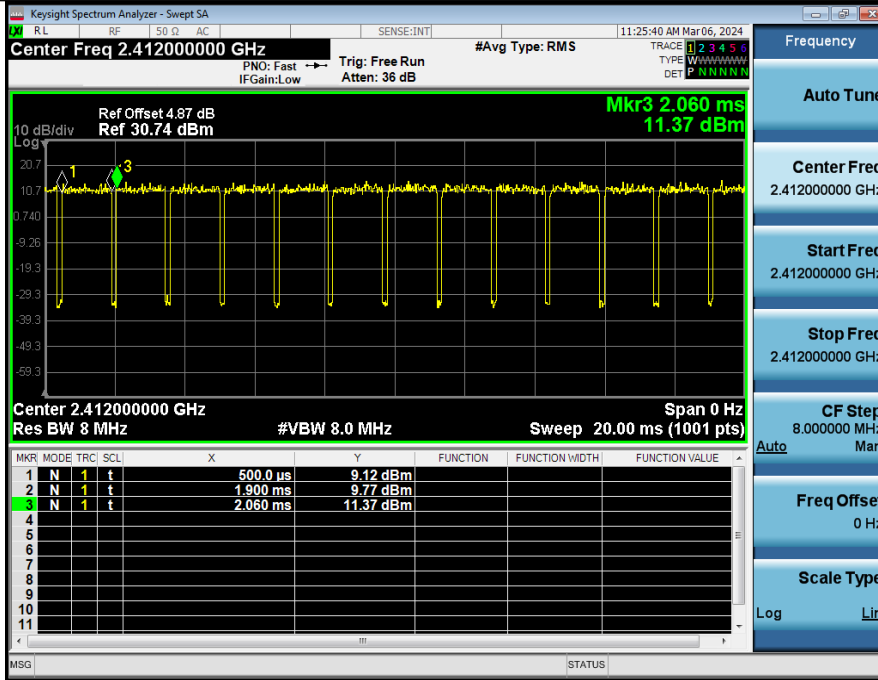 Keysight Spectrum Analyzer - Swept SA
LXI RL RF 50 Ω AC SENSE:INT 11:25:40 AM Mar 06, 2024
Center Freq 2.412000000 GHz #Avg Type: RMS TRACE 1 2 3 4 5 6
PNO: Fast Trig: Free Run TYPE WWWWWWW
IFGain:Low Atten: 36 dB DET P N N N N N
Mkr3 2.060 ms
11.37 dBm
Ref Offset 4.87 dB
10 dB/div Ref 30.74 dBm
Log
20.7
10.7
0.740
-9.26
-19.3
-29.3
-39.3
-49.3
-59.3
1
3
Center 2.412000000 GHz Span 0 Hz
Res BW 8 MHz #VBW 8.0 MHz Sweep 20.00 ms (1001 pts)
MKR MODE TRC SCL X Y FUNCTION FUNCTION WIDTH FUNCTION VALUE
1 N 1 t 500.0 µs 9.12 dBm
2 N 1 t 1.900 ms 9.77 dBm
3 N 1 t 2.060 ms 11.37 dBm
4
5
6
7
8
9
10
11
MSG STATUS
Frequency
Auto Tune
Center Freq
2.412000000 GHz
Start Freq
2.412000000 GHz
Stop Freq
2.412000000 GHz
CF Step
8.000000 MHz
Auto Man
Freq Offset
0 Hz
Scale Type
Log Lin